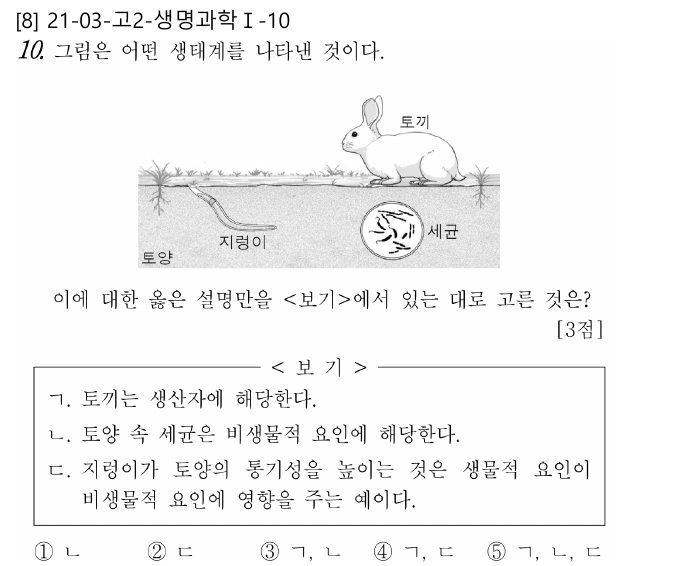 [8] 21-03-고2-생명과학Ⅰ-10
10. 그림은 어떤 생태계를 나타낸 것이다.
토끼
지렁이
세균
토양
이에 대한 옳은 설명만을 <보기>에서 있는 대로 고른 것은?
[3점]
< 보 기 >
ㄱ. 토끼는 생산자에 해당한다.
ㄴ. 토양 속 세균은 비생물적 요인에 해당한다.
ㄷ. 지렁이가 토양의 통기성을 높이는 것은 생물적 요인이
비생물적 요인에 영향을 주는 예이다.
① ㄴ ② ㄷ ③ ㄱ, ㄴ ④ ㄱ, ㄷ ⑤ ㄱ, ㄴ, ㄷ